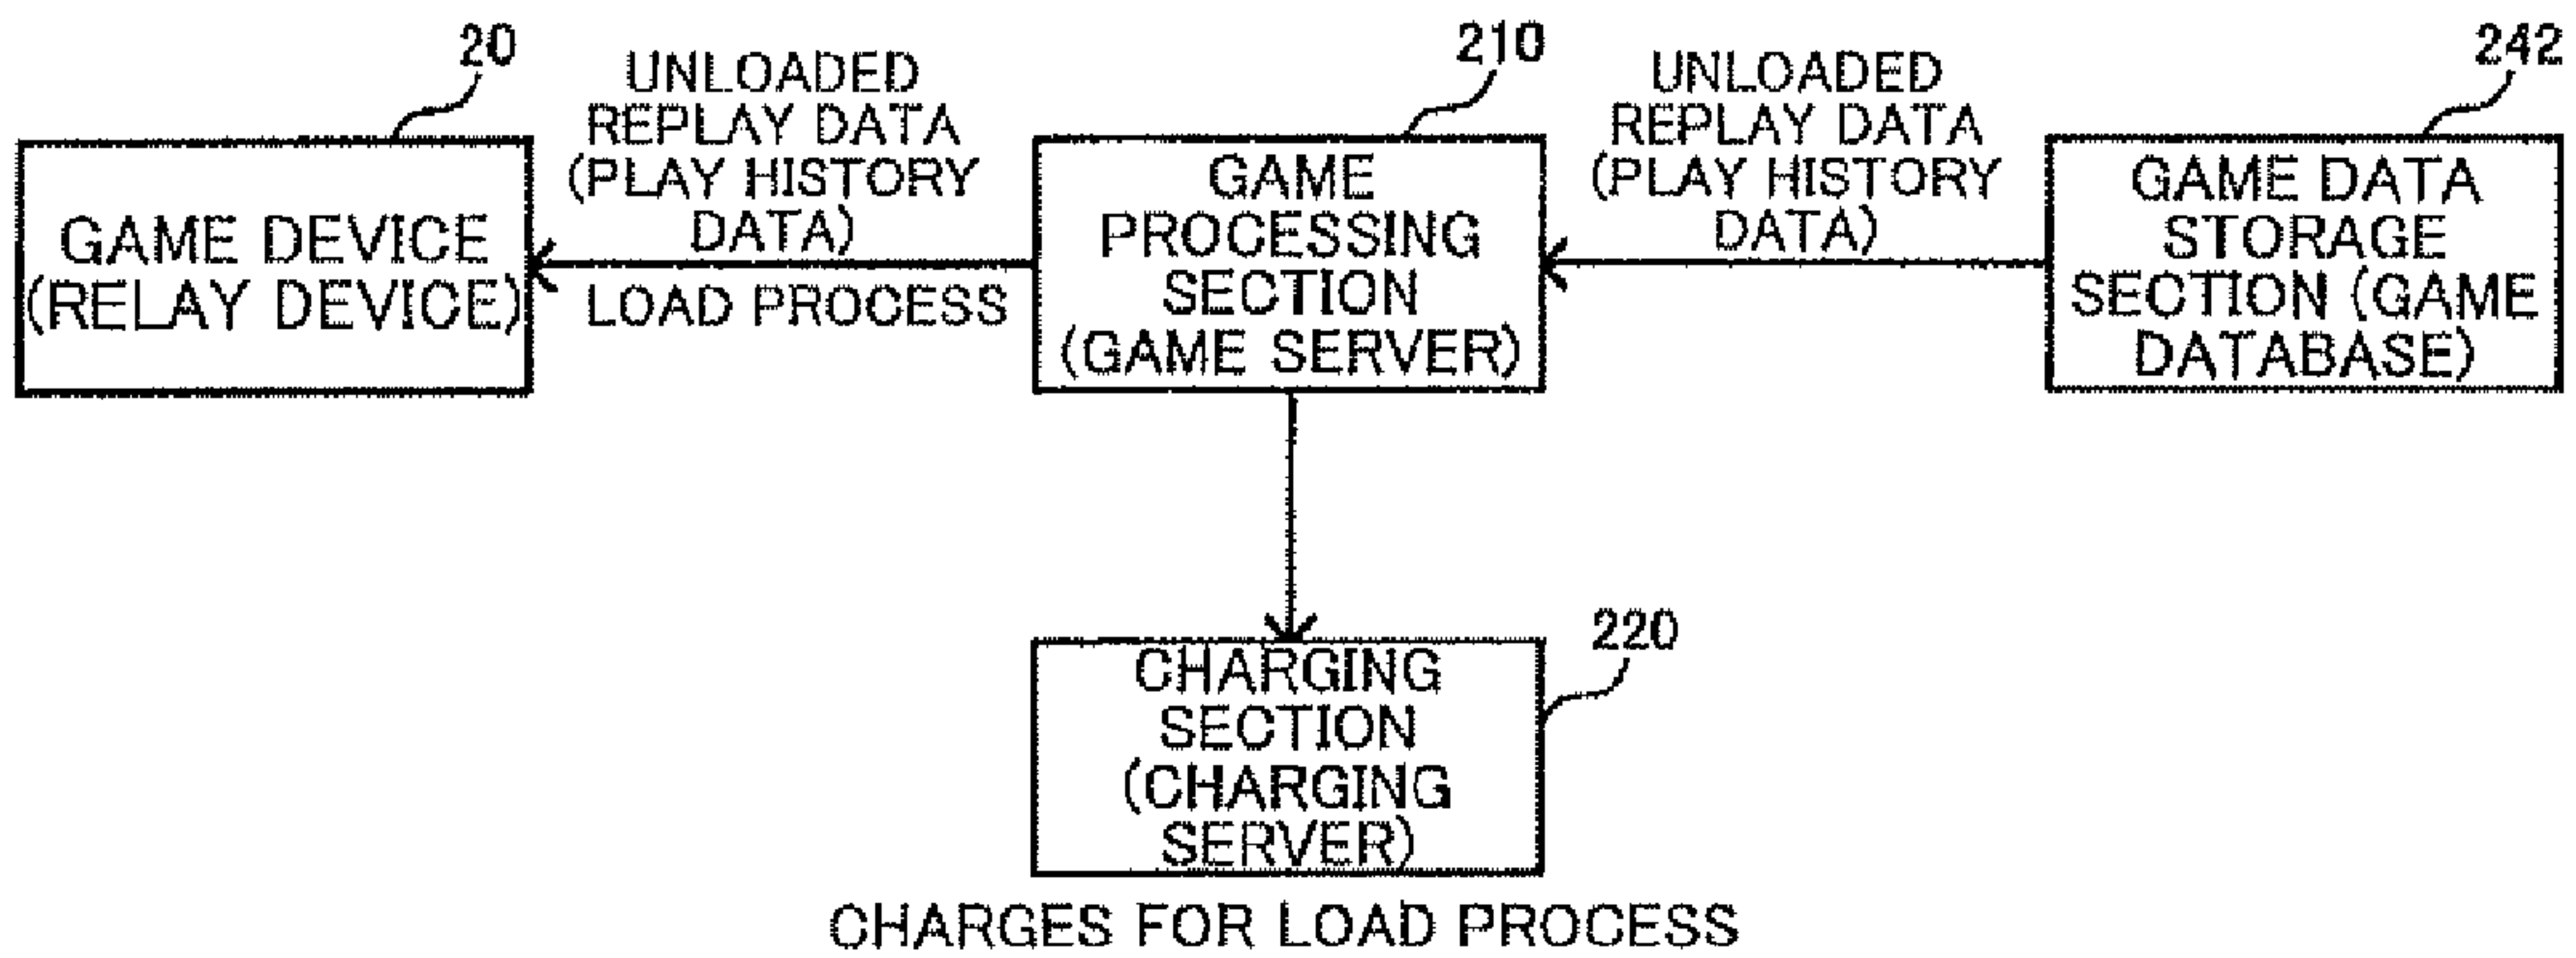 20
UNLOADED
REPLAY DATA
(PLAY HISTORY
DATA)
LOAD PROCESS
GAME DEVICE
(RELAY DEVICE)
210
GAME
PROCESSING
SECTION
(GAME SERVER)
UNLOADED
REPLAY DATA
(PLAY HISTORY
DATA)
242
GAME DATA
STORAGE
SECTION (GAME
DATABASE)
220
CHARGING
SECTION
(CHARGING
SERVER)
CHARGES FOR LOAD PROCESS